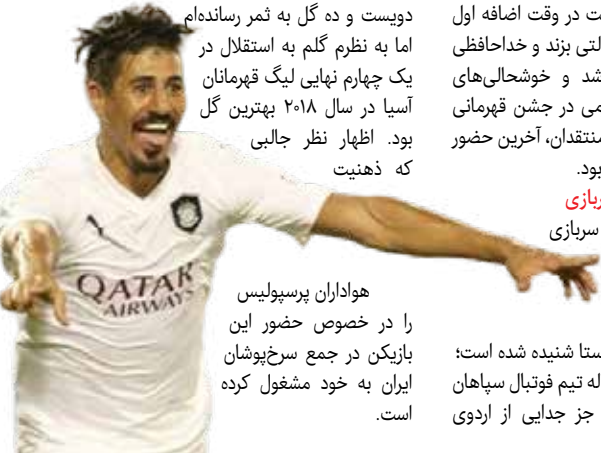 ت در وقت اضافه اول
لتی بزند و خداحافظی
شد و خوشحالی‌های
می در جشن قهرمانی
منتقدان، آخرین حضور
بود.
ربازی
سربازی
ستا شنیده شده است؛
له تیم فوتبال سپاهان
جز جدایی از اردوی
دویست و ده گل به ثمر رسانده‌ام
اما به نظرم گلم به استقلال در
یک چهارم نهایی لیگ قهرمانان
آسیا در سال ۲۰۱۸ بهترین گل
بود. اظهار نظر جالبی
که ذهنیت
هواداران پرسپولیس
را در خصوص حضور این
بازیکن در جمع سرخ‌پوشان
ایران به خود مشغول کرده
است.
QATAR
AIRWAYS